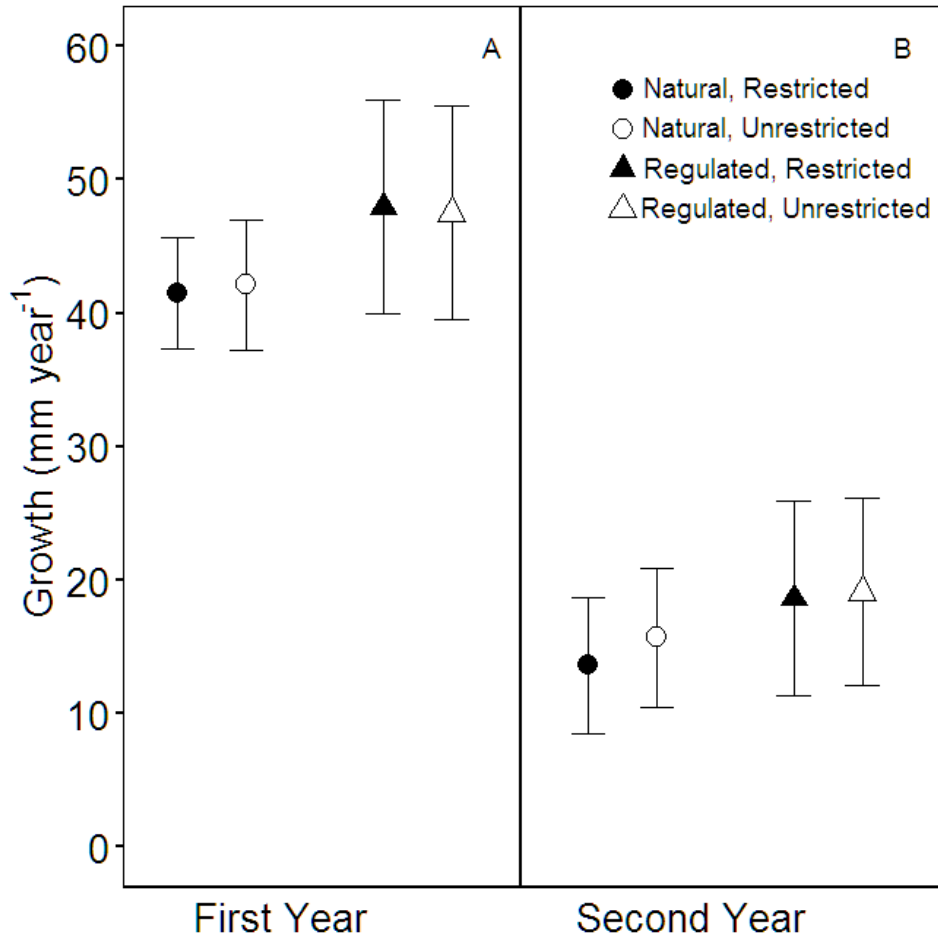 A
B
Natural, Restricted
Natural, Unrestricted
Regulated, Restricted
Regulated, Unrestricted
60
50
40
30
20
10
0
Growth (mm year⁻¹)
First Year
Second Year